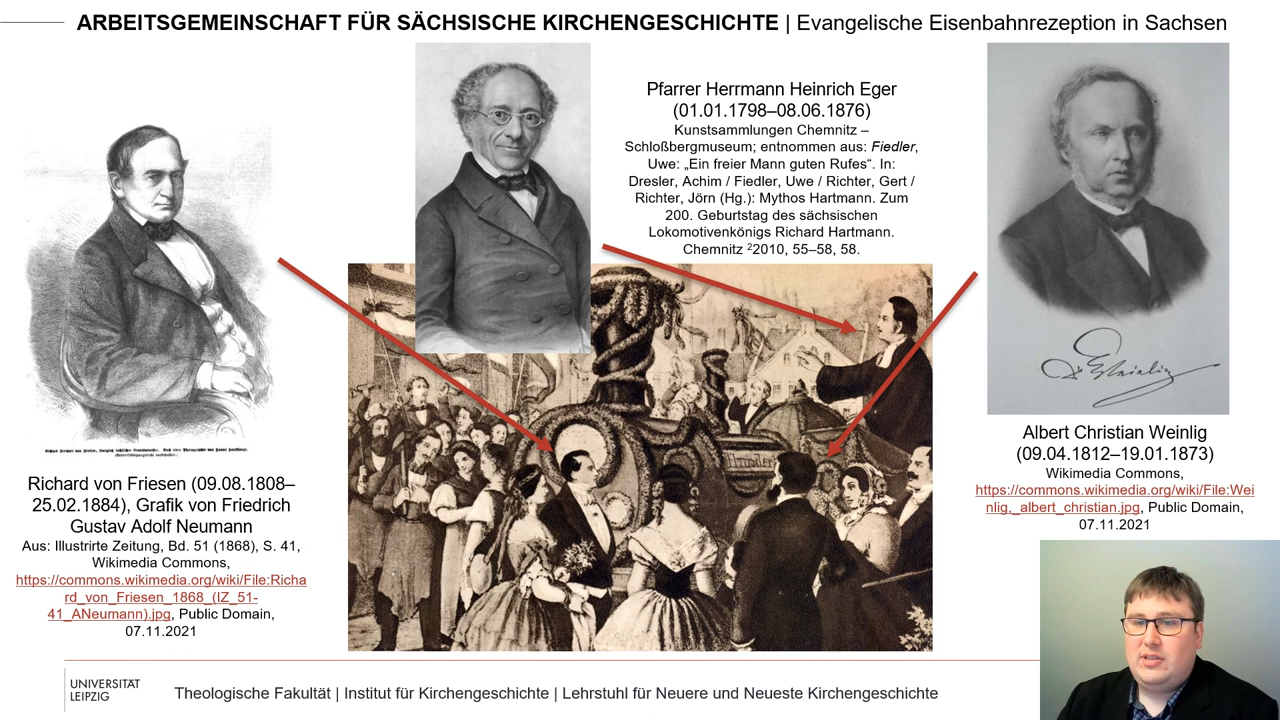 ARBEITSGEMEINSCHAFT FÜR SÄCHSISCHE KIRCHENGESCHICHTE | Evangelische Eisenbahnrezeption in Sachsen
Pfarrer Herrmann Heinrich Eger
(01.01.1798–08.06.1876)
Kunstsammlungen Chemnitz –
Schloßbergmuseum; entnommen aus: Fiedler,
Uwe: „Ein freier Mann guten Rufes“. In:
Dresler, Achim / Fiedler, Uwe / Richter, Gert /
Richter, Jörn (Hg.): Mythos Hartmann. Zum
200. Geburtstag des sächsischen
Lokomotivenkönigs Richard Hartmann.
Chemnitz ²2010, 55–58, 58.
Richard von Friesen (09.08.1808–
25.02.1884), Grafik von Friedrich
Gustav Adolf Neumann
Aus: Illustrirte Zeitung, Bd. 51 (1868), S. 41,
Wikimedia Commons,
https://commons.wikimedia.org/wiki/File:Richa
rd_von_Friesen_1868_(IZ_51-
41_ANeumann).jpg, Public Domain,
07.11.2021
Albert Christian Weinlig
(09.04.1812–19.01.1873)
Wikimedia Commons,
https://commons.wikimedia.org/wiki/File:Wei
nlig,_albert_christian.jpg, Public Domain,
07.11.2021
UNIVERSITÄT
LEIPZIG
Theologische Fakultät | Institut für Kirchengeschichte | Lehrstuhl für Neuere und Neueste Kirchengeschichte